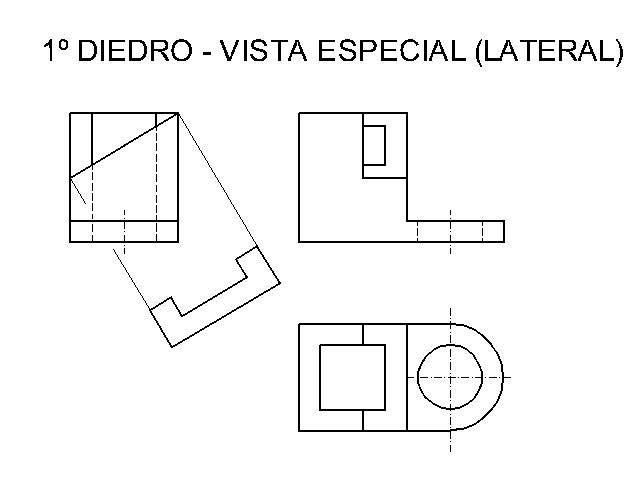 1º DIEDRO - VISTA ESPECIAL (LATERAL)